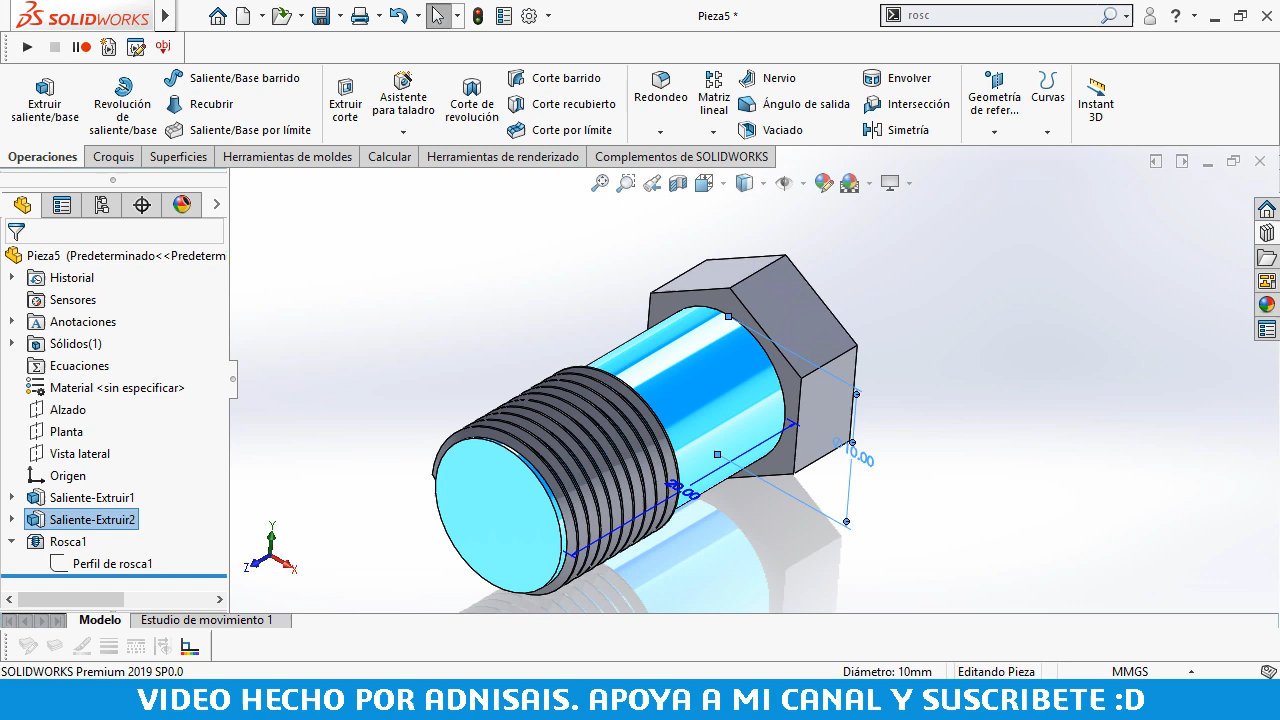 SOLIDWORKS
Pieza5 *
rosc
obj
Extruir saliente/base
Revolución de saliente/base
Saliente/Base barrido
Recubrir
Saliente/Base por límite
Extruir corte
Asistente para taladro
Corte de revolución
Corte barrido
Corte recubierto
Corte por límite
Redondeo
Matriz lineal
Nervio
Ángulo de salida
Vaciado
Envolver
Intersección
Simetría
Geometría de refer...
Curvas
Instant 3D
Operaciones
Croquis
Superficies
Herramientas de moldes
Calcular
Herramientas de renderizado
Complementos de SOLIDWORKS
Pieza5 (Predeterminado<<Predeterm
Historial
Sensores
Anotaciones
Sólidos(1)
Ecuaciones
Material <sin especificar>
Alzado
Planta
Vista lateral
Origen
Saliente-Extruir1
Saliente-Extruir2
Rosca1
Perfil de rosca1
20.00
Ø 10.00
Y
Z
X
Modelo
Estudio de movimiento 1
SOLIDWORKS Premium 2019 SP0.0
Diámetro: 10mm
Editando Pieza
MMGS
VIDEO HECHO POR ADNISAIS. APOYA A MI CANAL Y SUSCRIBETE :D